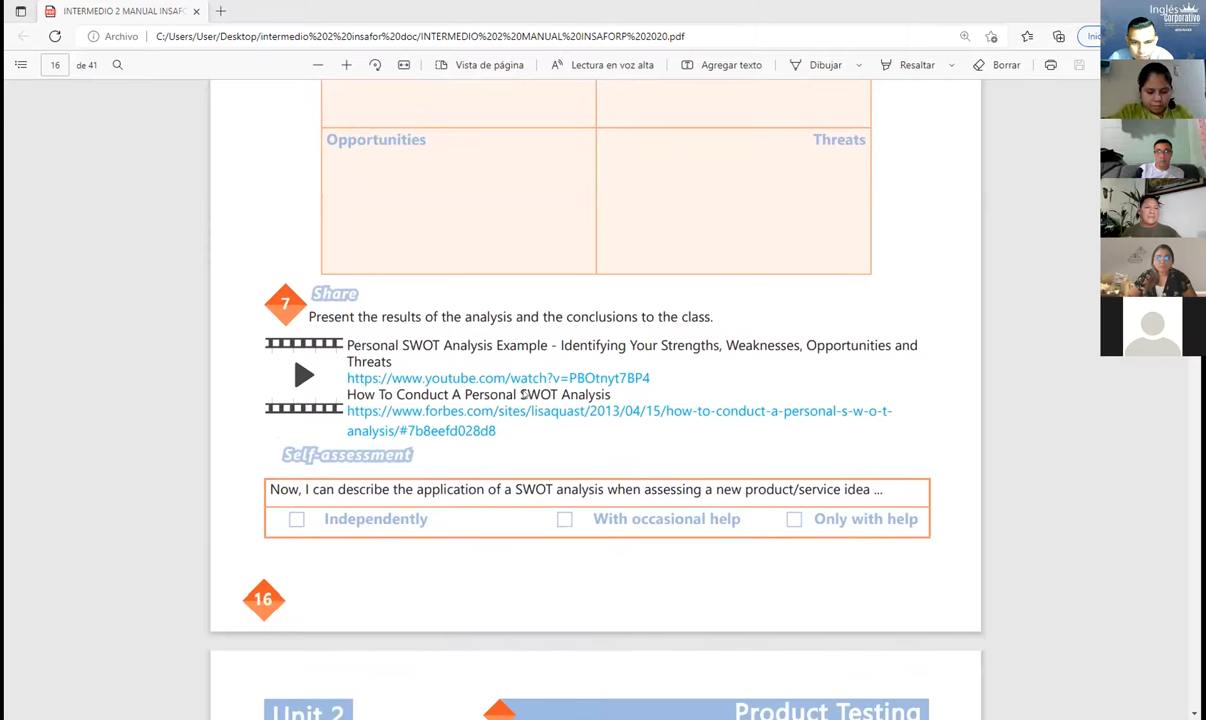 INTERMEDIO 2 MANUAL INSAFOR
Archivo
C:/Users/User/Desktop/intermedio%202%20insafor%20doc/INTERMEDIO%202%20MANUAL%20INSAFORP%202020.pdf
Inic
16
de 41
Vista de página
Lectura en voz alta
Agregar texto
Dibujar
Resaltar
Borrar
Inglés
Corporativo
Opportunities
Threats
7
Share
Present the results of the analysis and the conclusions to the class.
Personal SWOT Analysis Example - Identifying Your Strengths, Weaknesses, Opportunities and
Threats
https://www.youtube.com/watch?v=PBOtnyt7BP4
How To Conduct A Personal SWOT Analysis
https://www.forbes.com/sites/lisaquast/2013/04/15/how-to-conduct-a-personal-s-w-o-t-
analysis/#7b8eefd028d8
Self-assessment
Now, I can describe the application of a SWOT analysis when assessing a new product/service idea ...
Independently
With occasional help
Only with help
16
Unit 2
Product Testing